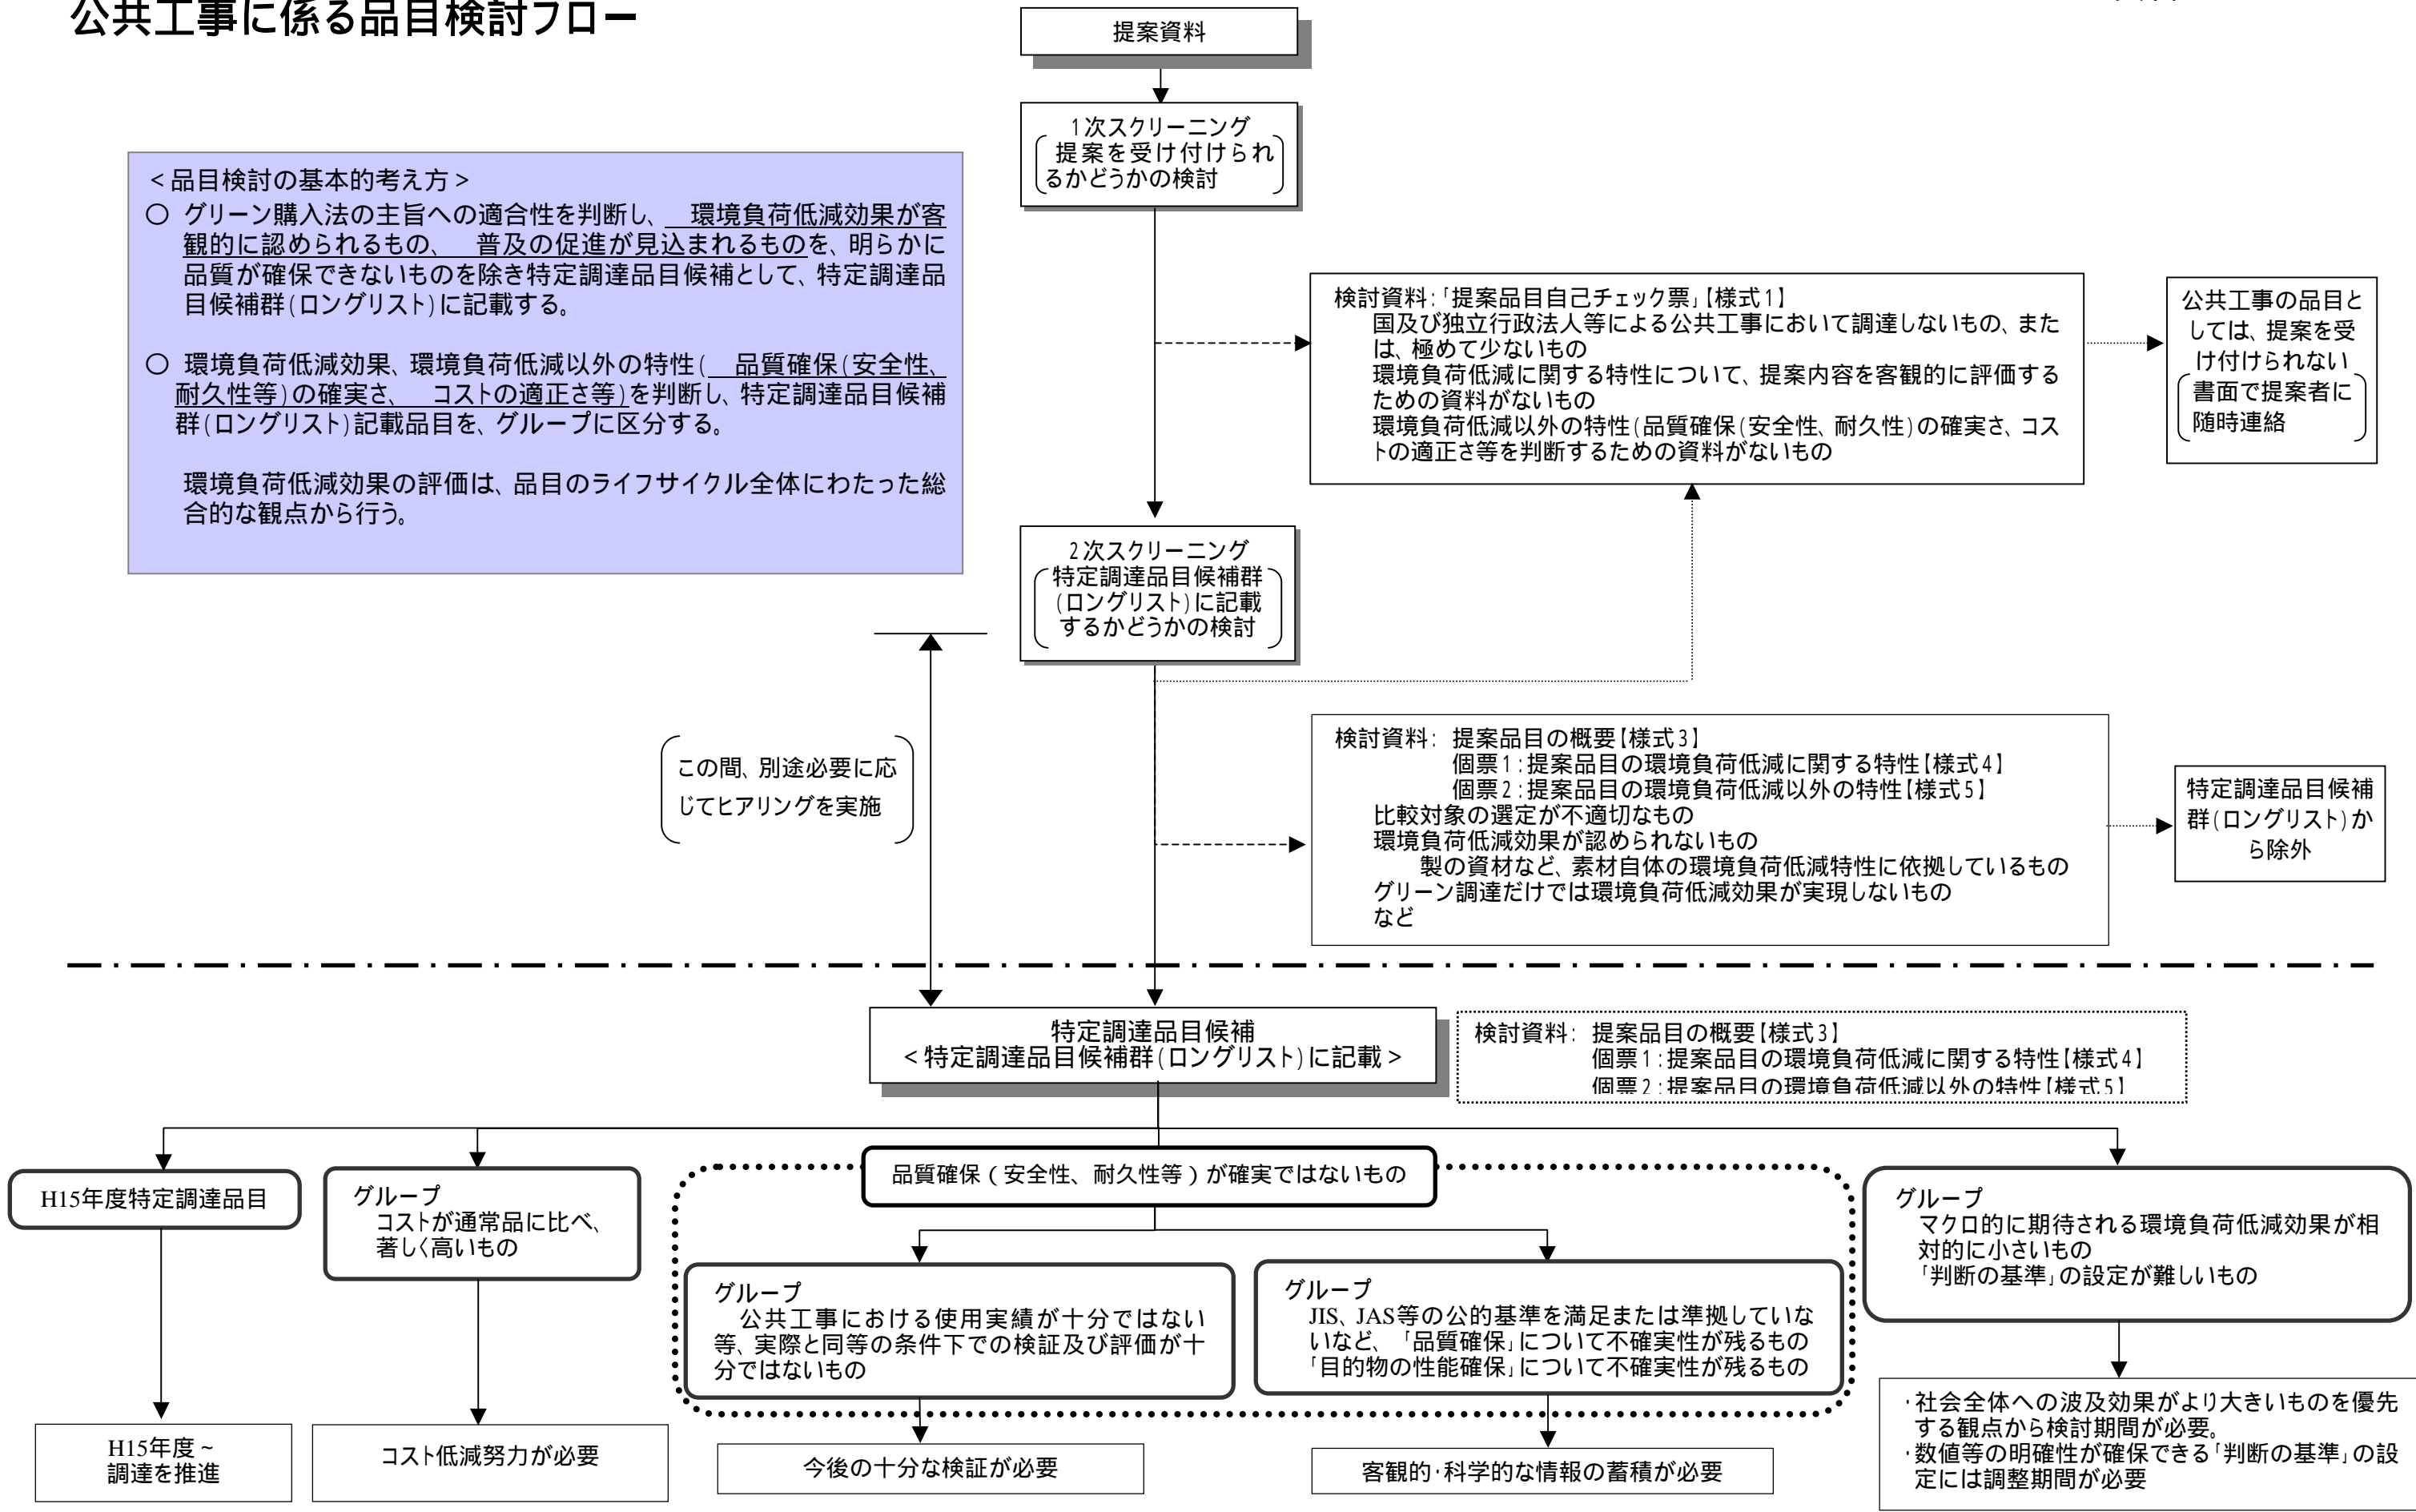 公共工事に係る品目検討フロー
提案資料
1次スクリーニング
提案を受け付けられ
るかどうかの検討
<品目検討の基本的考え方>
○ グリーン購入法の主旨への適合性を判断し、 環境負荷低減効果が客
観的に認められるもの、 普及の促進が見込まれるものを、明らかに
品質が確保できないものを除き特定調達品目候補として、特定調達品
目候補群(ロングリスト)に記載する。
○ 環境負荷低減効果、環境負荷低減以外の特性( 品質確保(安全性、
耐久性等)の確実さ、 コストの適正さ等)を判断し、特定調達品目候補
群(ロングリスト)記載品目を、グループに区分する。
環境負荷低減効果の評価は、品目のライフサイクル全体にわたった総
合的な観点から行う。
検討資料:「提案品目自己チェック票」【様式1】
国及び独立行政法人等による公共工事において調達しないもの、また
は、極めて少ないもの
環境負荷低減に関する特性について、提案内容を客観的に評価する
ための資料がないもの
環境負荷低減以外の特性(品質確保(安全性、耐久性)の確実さ、コス
トの適正さ等を判断するための資料がないもの
公共工事の品目と
しては、提案を受
け付けられない
書面で提案者に
随時連絡
2次スクリーニング
特定調達品目候補群
(ロングリスト)に記載
するかどうかの検討
この間、別途必要に応
じてヒアリングを実施
検討資料: 提案品目の概要【様式3】
個票1:提案品目の環境負荷低減に関する特性【様式4】
個票2:提案品目の環境負荷低減以外の特性【様式5】
比較対象の選定が不適切なもの
環境負荷低減効果が認められないもの
製の資材など、素材自体の環境負荷低減特性に依拠しているもの
グリーン調達だけでは環境負荷低減効果が実現しないもの
など
特定調達品目候補
群(ロングリスト)か
ら除外
特定調達品目候補
<特定調達品目候補群(ロングリスト)に記載>
検討資料: 提案品目の概要【様式3】
個票1:提案品目の環境負荷低減に関する特性【様式4】
個票2:提案品目の環境負荷低減以外の特性【様式5】
H15年度特定調達品目
グループ
コストが通常品に比べ、
著しく高いもの
品質確保(安全性、耐久性等)が確実ではないもの
グループ
公共工事における使用実績が十分ではない
等、実際と同等の条件下での検証及び評価が十
分ではないもの
グループ
JIS、JAS等の公的基準を満足または準拠していな
いなど、「品質確保」について不確実性が残るもの
「目的物の性能確保」について不確実性が残るもの
グループ
マクロ的に期待される環境負荷低減効果が相
対的に小さいもの
「判断の基準」の設定が難しいもの
H15年度~
調達を推進
コスト低減努力が必要
今後の十分な検証が必要
客観的・科学的な情報の蓄積が必要
・社会全体への波及効果がより大きいものを優先
する観点から検討期間が必要。
・数値等の明確性が確保できる「判断の基準」の設
定には調整期間が必要